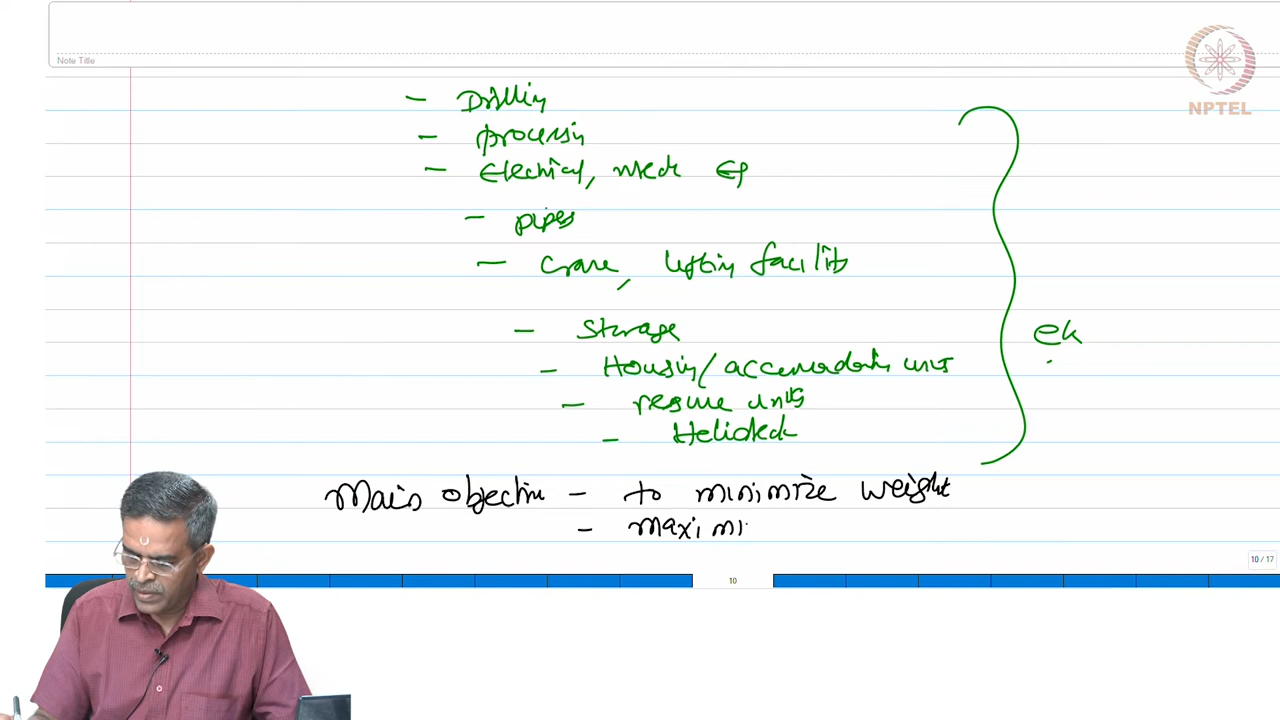 Note Title
NPTEL
- Drilling
- processing
- Electrical, mech Eq
- pipes
- Crane, lifting facility
- Storage
- Housing/accomodation units
- rescue units
- Helideck
etc
Main objective - to minimize weight
- maximi
10 / 17
10